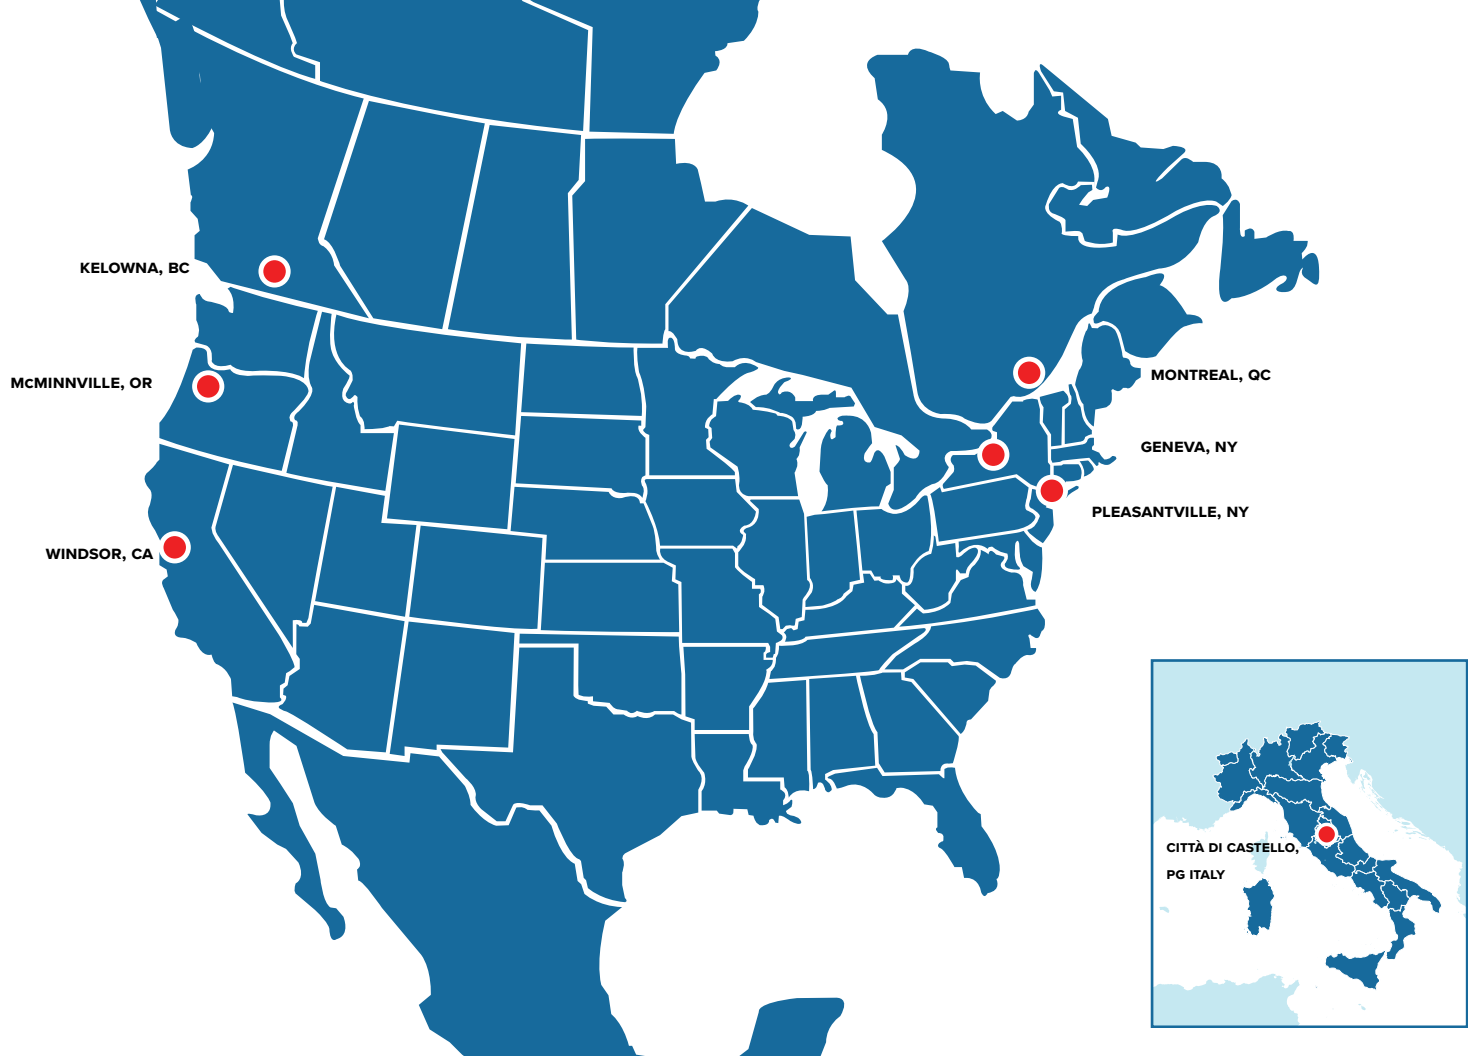 KELOWNA, BC
McMINNVILLE, OR
MONTREAL, QC
GENEVA, NY
PLEASANTVILLE, NY
WINDSOR, CA
CITTÀ DI CASTELLO,
PG ITALY